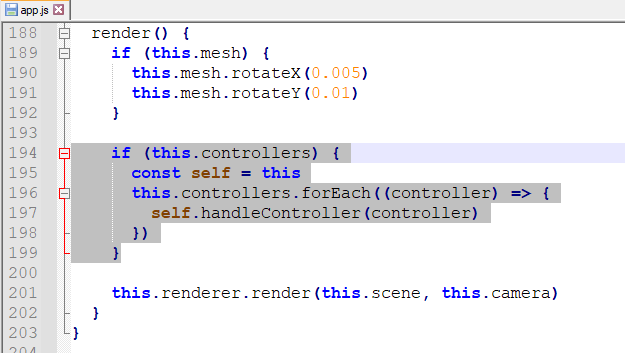 app.js
188 render() {
189 if (this.mesh) {
190 this.mesh.rotateX(0.005)
191 this.mesh.rotateY(0.01)
192 }
193
194 if (this.controllers) {
195 const self = this
196 this.controllers.forEach((controller) => {
197 self.handleController(controller)
198 })
199 }
200
201 this.renderer.render(this.scene, this.camera)
202 }
203 }
204